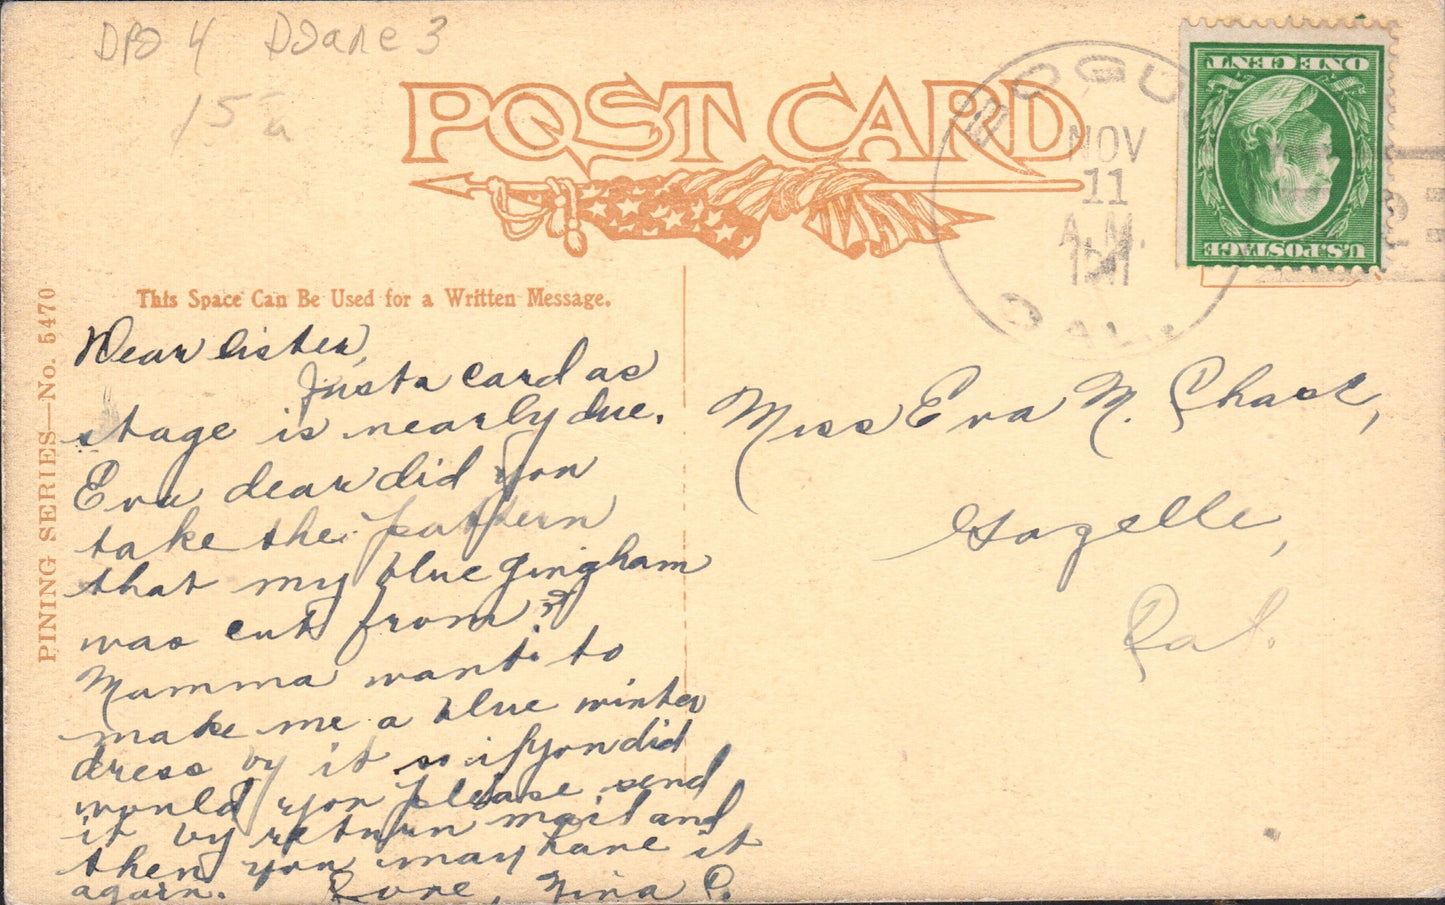 DPO 4 Doane 3
15
POST CARD
BOGU
NOV
11
A.M.
1911
CAL.
ONE CENT
U.S. POSTAGE
This Space Can Be Used for a Written Message.
PINING SERIES—No. 5470
Dear Sister,
Just a card as
stage is nearly due.
Eva dear did you
take the pattern
that my blue gingham
was cut from?
Mamma wants to
make me a blue winter
dress by it so if you did
would you please send
it by return mail and
then you may have it
again. Love, Nina P.
Miss Eva M.
Gazelle,
Cal.